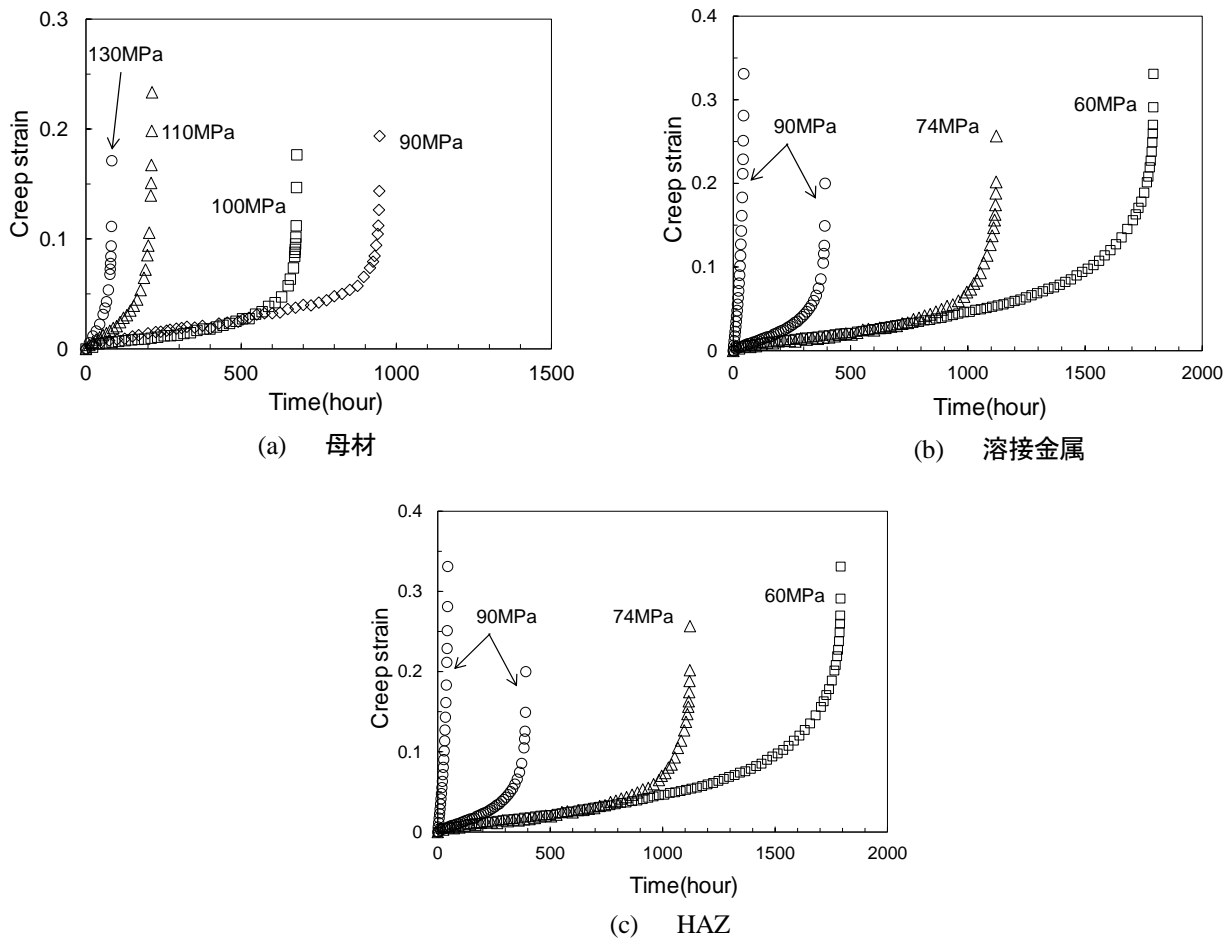 0.3
0.2
0.1
0
Creep strain
130MPa
110MPa
100MPa
90MPa
0
500
1000
1500
Time(hour)
(a) 母材
0.4
0.3
0.2
0.1
0
Creep strain
90MPa
74MPa
60MPa
0
500
1000
1500
2000
Time(hour)
(b) 溶接金属
0.4
0.3
0.2
0.1
0
Creep strain
90MPa
74MPa
60MPa
0
500
1000
1500
2000
Time(hour)
(c) HAZ